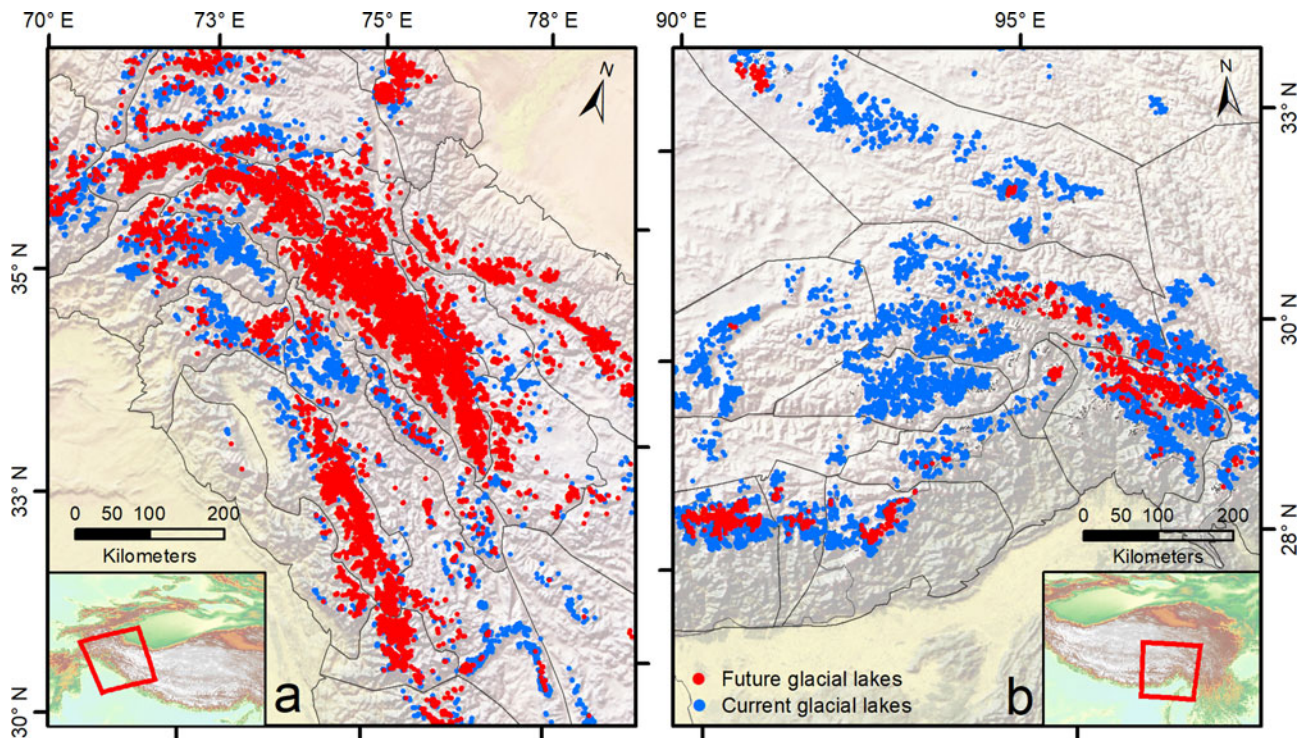 70° E 73° E 75° E 78° E 90° E 95° E
N
N
33° N
35° N
30° N
33° N
0 50 100 200
Kilometers
0 50 100 200
Kilometers
28° N
30° N
a
Future glacial lakes
Current glacial lakes
b